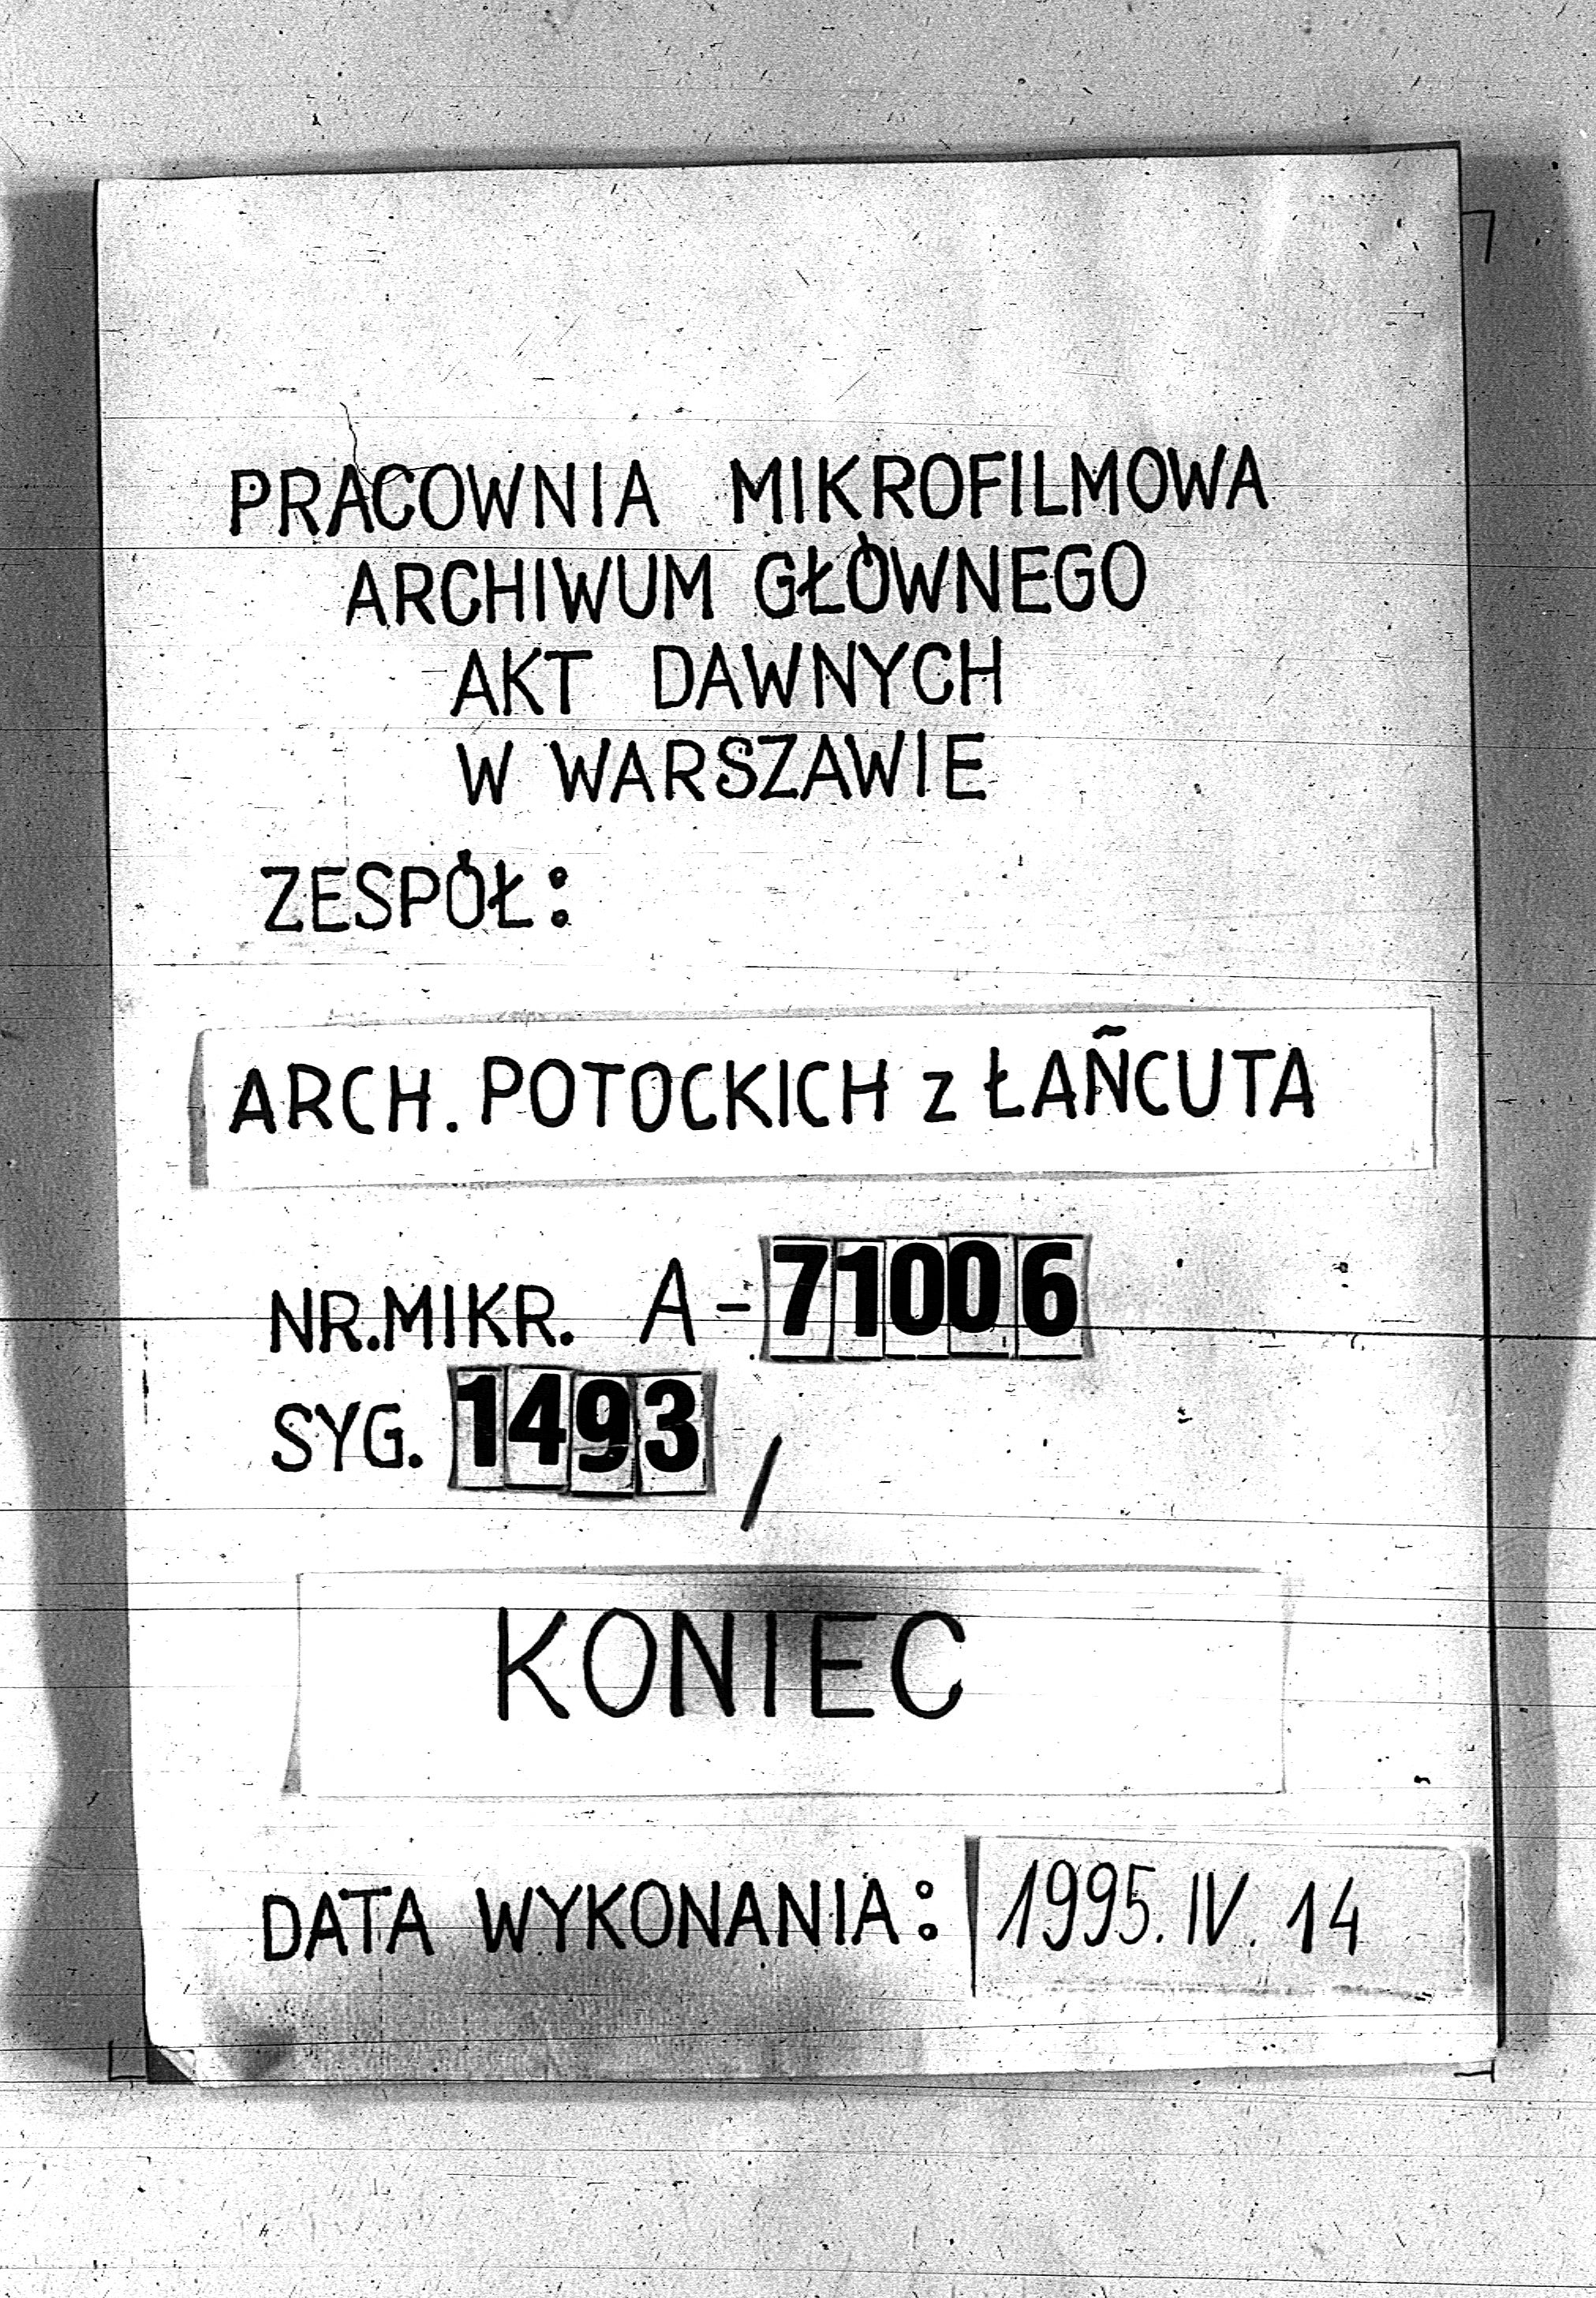 PRACOWNIA MIKROFILMOWA
ARCHIWUM GŁÓWNEGO
AKT DAWNYCH
W WARSZAWIE
ZESPÓŁ:
ARCH. POTOCKICH z ŁAŃCUTA
NR.MIKR. A-71006
SYG. 1493 /
KONIEC
DATA WYKONANIA: 1995. IV. 14